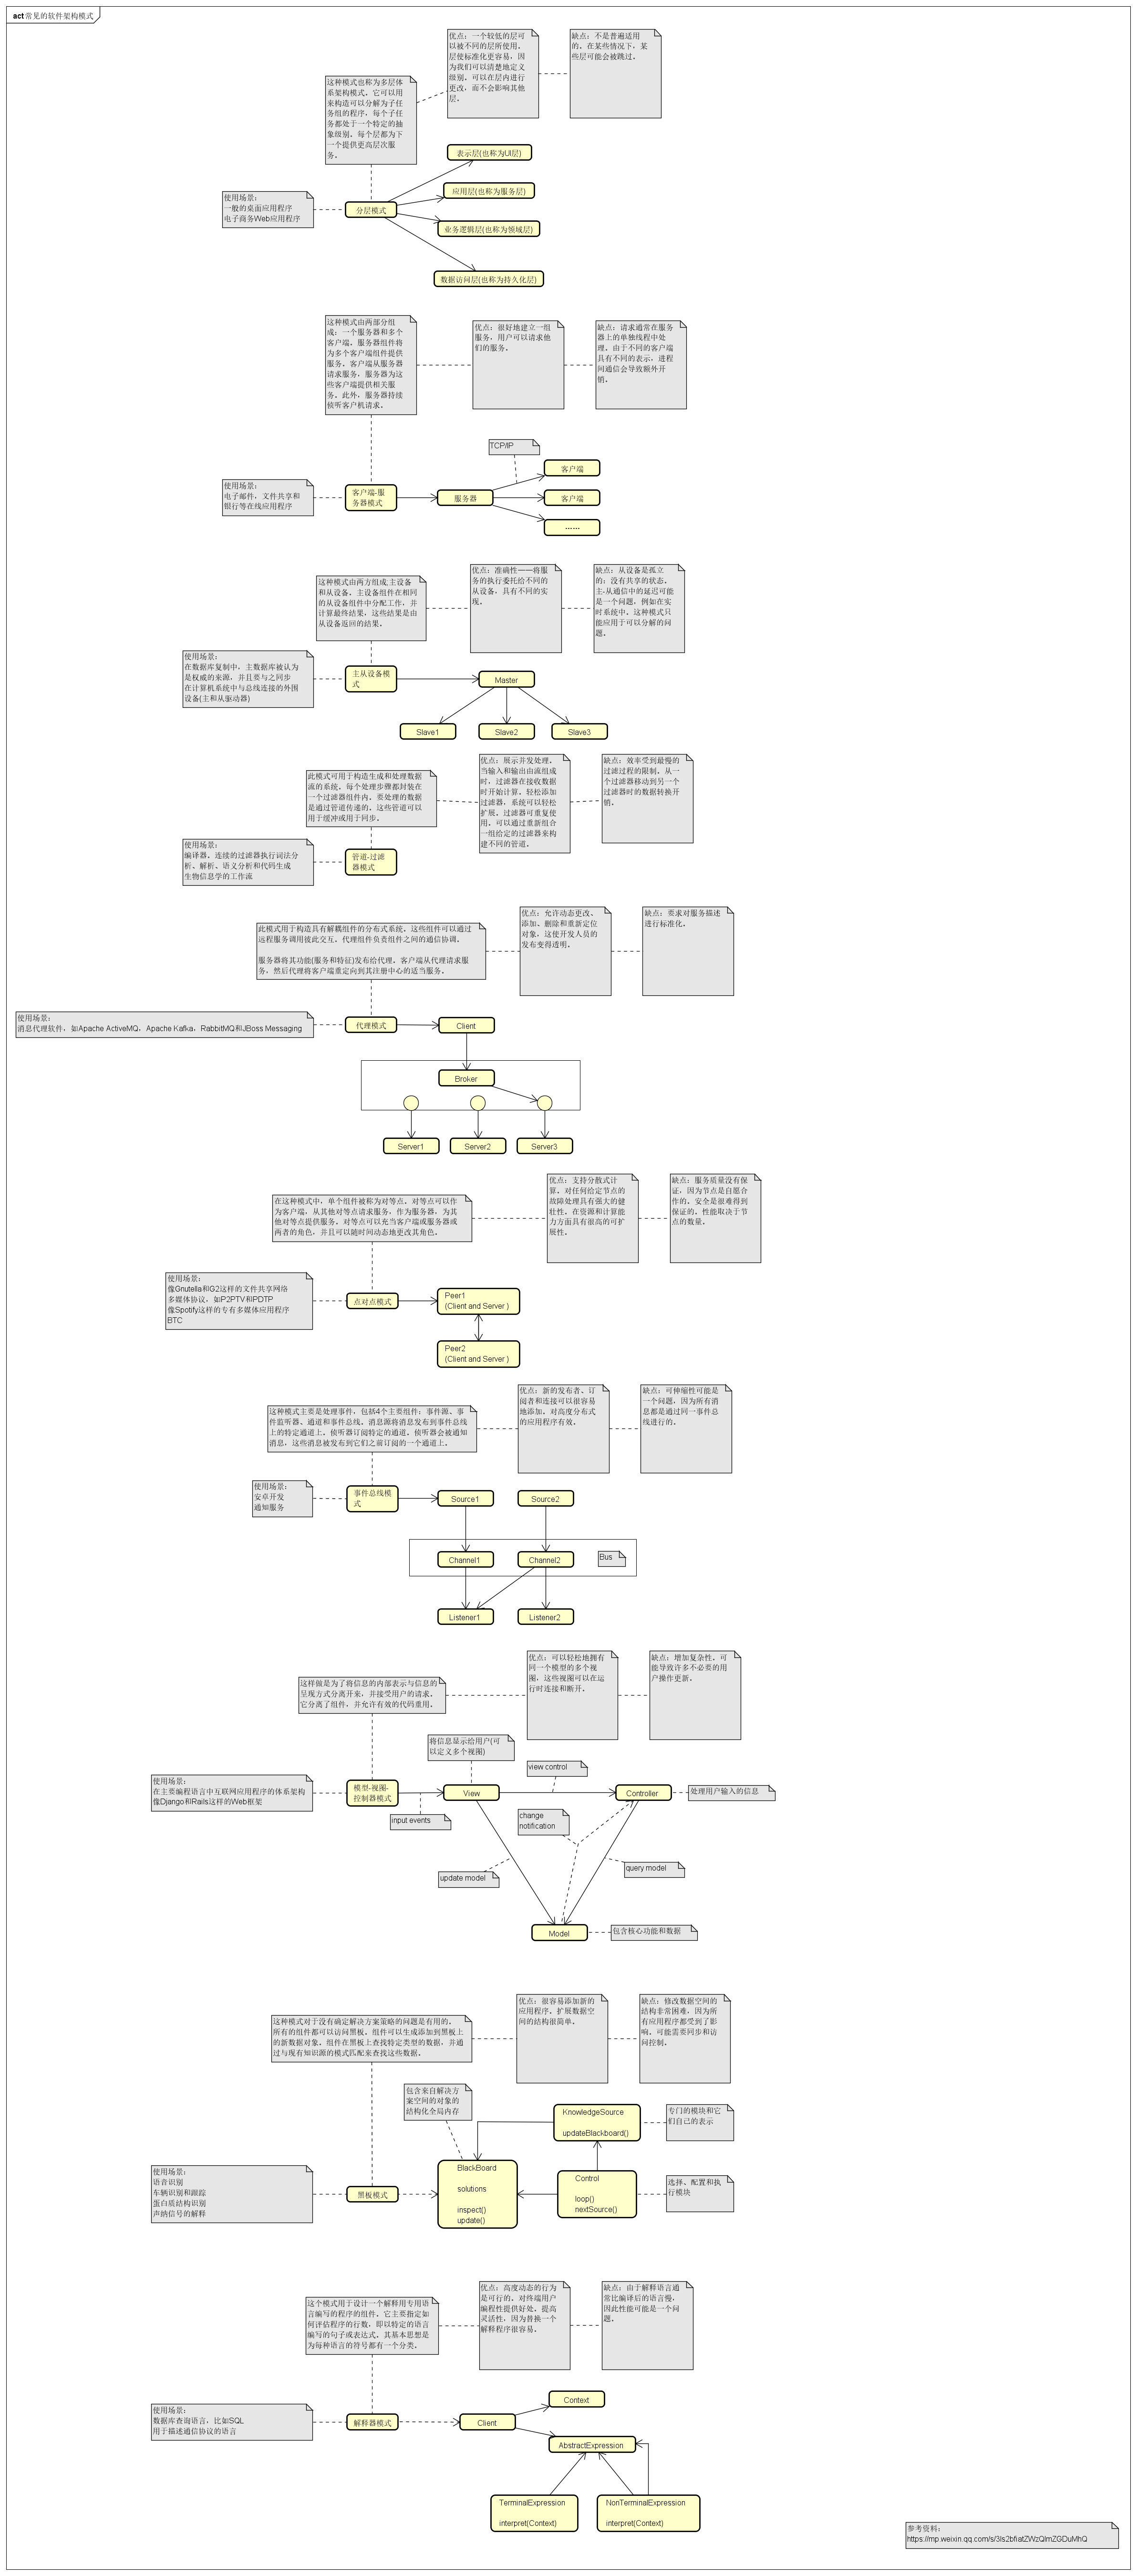 act 常见的软件架构模式
优点：一个较低的层可
以被不同的层所使用。
层使标准化更容易，因
为我们可以清楚地定义
级别。可以在层内进行
更改，而不会影响其他
层。
缺点：不是普遍适用
的。在某些情况下，某
些层可能会被跳过。
这种模式也称为多层体
系架构模式。它可以用
来构造可以分解为子任
务组的程序，每个子任
务都处于一个特定的抽
象级别。每个层都为下
一个提供更高层次服
务。
表示层(也称为UI层)
应用层(也称为服务层)
业务逻辑层(也称为领域层)
数据访问层(也称为持久化层)
使用场景：
一般的桌面应用程序
电子商务Web应用程序
分层模式
这种模式由两部分组
成：一个服务器和多个
客户端。服务器组件将
为多个客户端组件提供
服务。客户端从服务器
请求服务，服务器为这
些客户端提供相关服
务。此外，服务器持续
侦听客户机请求。
优点：很好地建立一组
服务，用户可以请求他
们的服务。
缺点：请求通常在服务
器上的单独线程中处
理。由于不同的客户端
具有不同的表示，进程
间通信会导致额外开
销。
TCP/IP
使用场景：
电子邮件，文件共享和
银行等在线应用程序
客户端-服
务器模式
服务器
客户端
客户端
……
这种模式由两方组成;主设备
和从设备。主设备组件在相同
的从设备组件中分配工作，并
计算最终结果，这些结果是由
从设备返回的结果。
优点：准确性——将服
务的执行委托给不同的
从设备，具有不同的实
现。
缺点：从设备是孤立
的：没有共享的状态。
主-从通信中的延迟可能
是一个问题，例如在实
时系统中。这种模式只
能应用于可以分解的问
题。
使用场景：
在数据库复制中，主数据库被认为
是权威的来源，并且要与之同步
在计算机系统中与总线连接的外围
设备(主和从驱动器)
主从设备模
式
Master
Slave1
Slave2
Slave3
此模式可用于构造生成和处理数据
流的系统。每个处理步骤都封装在
一个过滤器组件内。要处理的数据
是通过管道传递的。这些管道可以
用于缓冲或用于同步。
优点：展示并发处理。
当输入和输出由流组成
时，过滤器在接收数据
时开始计算。轻松添加
过滤器，系统可以轻松
扩展。过滤器可重复使
用。可以通过重新组合
一组给定的过滤器来构
建不同的管道。
缺点：效率受到最慢的
过滤过程的限制。从一
个过滤器移动到另一个
过滤器时的数据转换开
销。
使用场景：
编译器。连续的过滤器执行词法分
析、解析、语义分析和代码生成
生物信息学的工作流
管道-过滤
器模式
此模式用于构造具有解耦组件的分布式系统。这些组件可以通过
远程服务调用彼此交互。代理组件负责组件之间的通信协调。
服务器将其功能(服务和特征)发布给代理。客户端从代理请求服
务，然后代理将客户端重定向到其注册中心的适当服务。
优点：允许动态更改、
添加、删除和重新定位
对象，这使开发人员的
发布变得透明。
缺点：要求对服务描述
进行标准化。
使用场景：
消息代理软件，如Apache ActiveMQ，Apache Kafka，RabbitMQ和JBoss Messaging
代理模式
Client
Broker
Server1
Server2
Server3
在这种模式中，单个组件被称为对等点。对等点可以作
为客户端，从其他对等点请求服务，作为服务器，为其
他对等点提供服务。对等点可以充当客户端或服务器或
两者的角色，并且可以随时间动态地更改其角色。
优点：支持分散式计
算。对任何给定节点的
故障处理具有强大的健
壮性。在资源和计算能
力方面具有很高的可扩
展性。
缺点：服务质量没有保
证，因为节点是自愿合
作的。安全是很难得到
保证的。性能取决于节
点的数量。
使用场景：
像Gnutella和G2这样的文件共享网络
多媒体协议，如P2PTV和PDTP
像Spotify这样的专有多媒体应用程序
BTC
点对点模式
Peer1
(Client and Server )
Peer2
(Client and Server )
这种模式主要是处理事件，包括4个主要组件：事件源、事
件监听器、通道和事件总线。消息源将消息发布到事件总线
上的特定通道上。侦听器订阅特定的通道。侦听器会被通知
消息，这些消息被发布到它们之前订阅的一个通道上。
优点：新的发布者、订
阅者和连接可以很容易
地添加。对高度分布式
的应用程序有效。
缺点：可伸缩性可能是
一个问题，因为所有消
息都是通过同一事件总
线进行的。
使用场景：
安卓开发
通知服务
事件总线模
式
Source1
Source2
Channel1
Channel2
Bus
Listener1
Listener2
这样做是为了将信息的内部表示与信息的
呈现方式分离开来，并接受用户的请求。
它分离了组件，并允许有效的代码重用。
优点：可以轻松地拥有
同一个模型的多个视
图，这些视图可以在运
行时连接和断开。
缺点：增加复杂性。可
能导致许多不必要的用
户操作更新。
将信息显示给用户(可
以定义多个视图)
view control
使用场景：
在主要编程语言中互联网应用程序的体系架构
像Django和Rails这样的Web框架
模型-视图-
控制器模式
View
Controller
处理用户输入的信息
input events
change
notification
update model
query model
Model
包含核心功能和数据
这种模式对于没有确定解决方案策略的问题是有用的。
所有的组件都可以访问黑板。组件可以生成添加到黑板上
的新数据对象。组件在黑板上查找特定类型的数据，并通
过与现有知识源的模式匹配来查找这些数据。
优点：很容易添加新的
应用程序。扩展数据空
间的结构很简单。
缺点：修改数据空间的
结构非常困难，因为所
有应用程序都受到了影
响。可能需要同步和访
问控制。
包含来自解决方
案空间的对象的
结构化全局内存
KnowledgeSource
updateBlackboard()
专门的模块和它
们自己的表示
使用场景：
语音识别
车辆识别和跟踪
蛋白质结构识别
声纳信号的解释
黑板模式
BlackBoard
solutions
inspect()
update()
Control
loop()
nextSource()
选择、配置和执
行模块
这个模式用于设计一个解释用专用语
言编写的程序的组件。它主要指定如
何评估程序的行数，即以特定的语言
编写的句子或表达式。其基本思想是
为每种语言的符号都有一个分类。
优点：高度动态的行为
是可行的。对终端用户
编程性提供好处。提高
灵活性，因为替换一个
解释程序很容易。
缺点：由于解释语言通
常比编译后的语言慢，
因此性能可能是一个问
题。
使用场景：
数据库查询语言，比如SQL
用于描述通信协议的语言
解释器模式
Client
Context
AbstractExpression
TerminalExpression
interpret(Context)
NonTerminalExpression
interpret(Context)
参考资料：